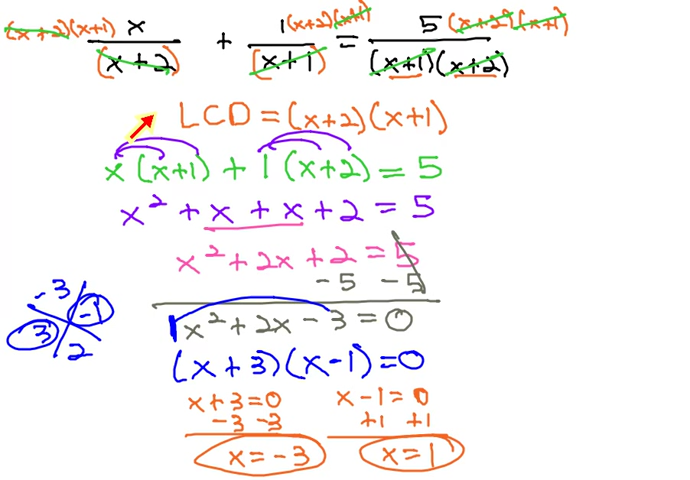 (x+2)(x+1) x/(x+2) + 1(x+2)(x+1)/(x+1) = 5(x+2)(x+1)/(x+1)(x+2)
LCD = (x+2)(x+1)
x(x+1) + 1(x+2) = 5
x² + x + x + 2 = 5
x² + 2x + 2 = 5
-5 -5
1x² + 2x - 3 = 0
-3
3 -1
2
(x+3)(x-1)=0
x+3=0 x-1=0
-3 -3 +1 +1
x=-3 x=1